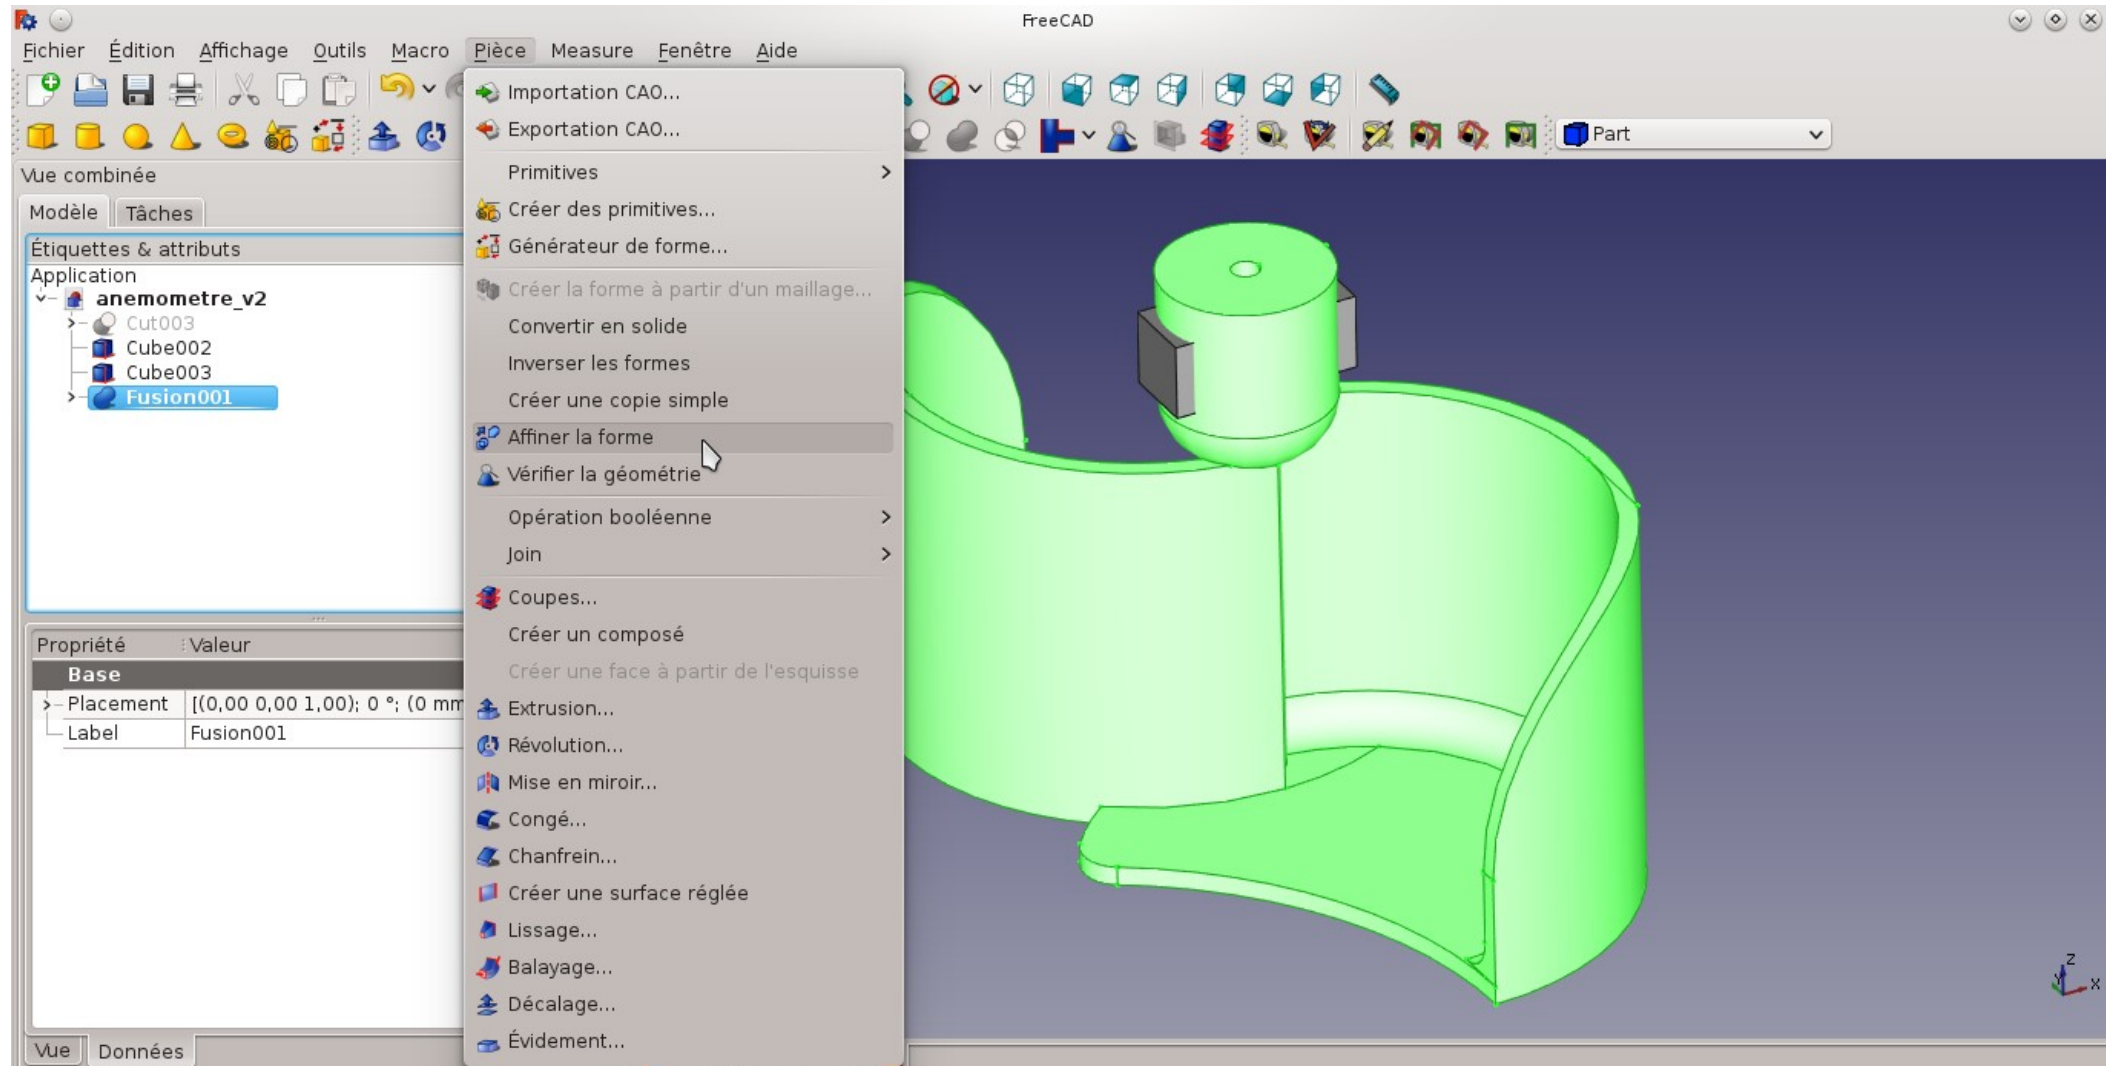 FreeCAD
Fichier Édition Affichage Outils Macro Pièce Measure Fenêtre Aide
Part
Vue combinée
Modèle Tâches
Étiquettes & attributs
Application
anemometre_v2
Cut003
Cube002
Cube003
Fusion001
Propriété Valeur
Base
Placement [(0,00 0,00 1,00); 0 °; (0 mm
Label Fusion001
Vue Données
Importation CAO...
Exportation CAO...
Primitives
Créer des primitives...
Générateur de forme...
Créer la forme à partir d'un maillage...
Convertir en solide
Inverser les formes
Créer une copie simple
Affiner la forme
Vérifier la géométrie
Opération booléenne
Join
Coupes...
Créer un composé
Créer une face à partir de l'esquisse
Extrusion...
Révolution...
Mise en miroir...
Congé...
Chanfrein...
Créer une surface réglée
Lissage...
Balayage...
Décalage...
Évidement...
Z
Y
X